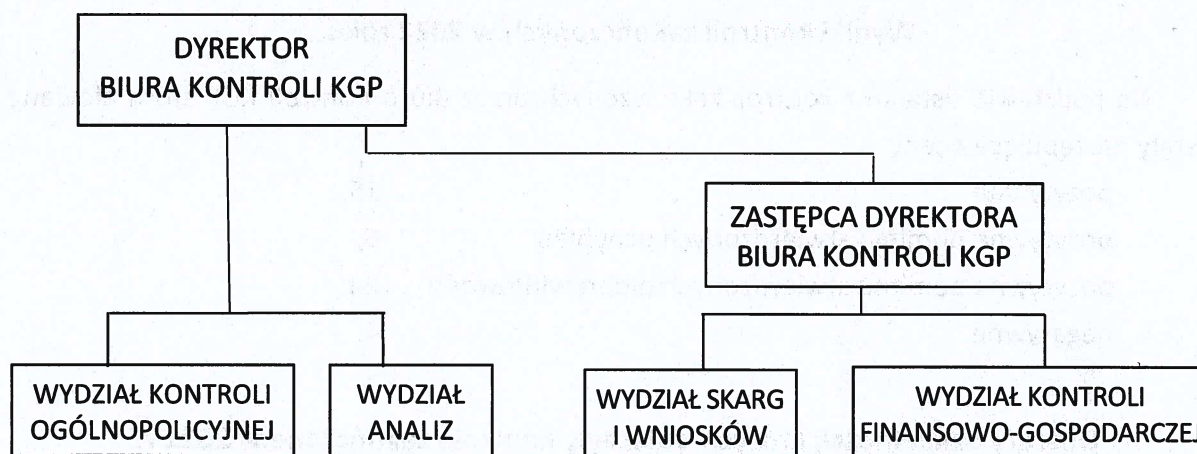 DYREKTOR
BIURA KONTROLI KGP
ZASTĘPCA DYREKTORA
BIURA KONTROLI KGP
WYDZIAŁ KONTROLI
OGÓLNOPOLICYJNEJ
WYDZIAŁ
ANALIZ
WYDZIAŁ SKARG
I WNIOSKÓW
WYDZIAŁ KONTROLI
FINANSOWO-GOSPODARCZEJ